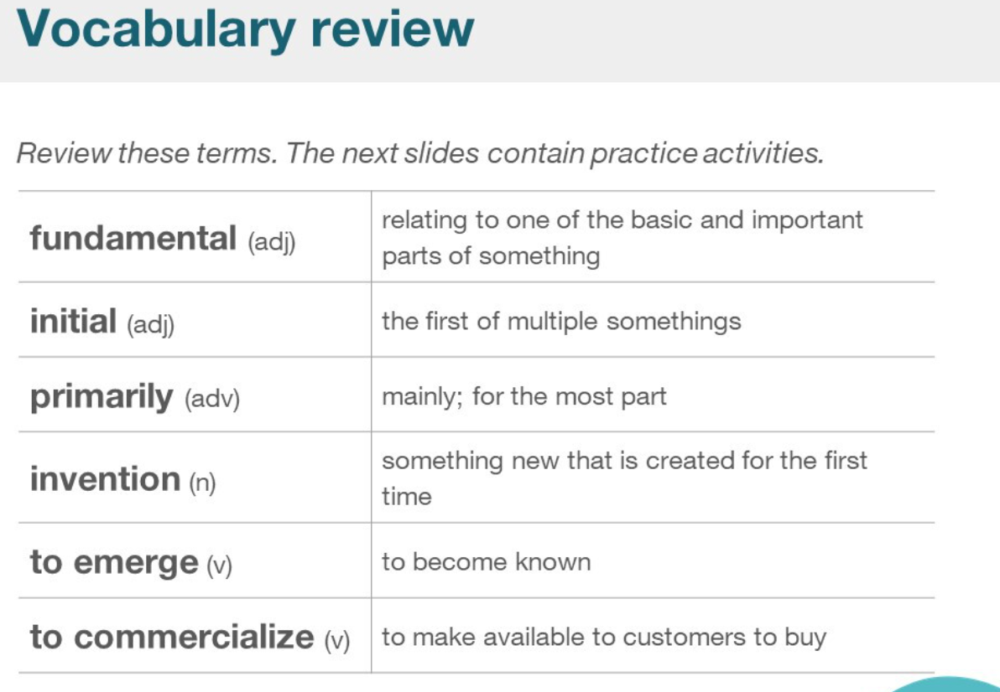 Vocabulary review
Review these terms. The next slides contain practice activities.
fundamental (adj)
relating to one of the basic and important
parts of something
initial (adj)
the first of multiple somethings
primarily (adv)
mainly; for the most part
invention (n)
something new that is created for the first
time
to emerge (v)
to become known
to commercialize (v)
to make available to customers to buy